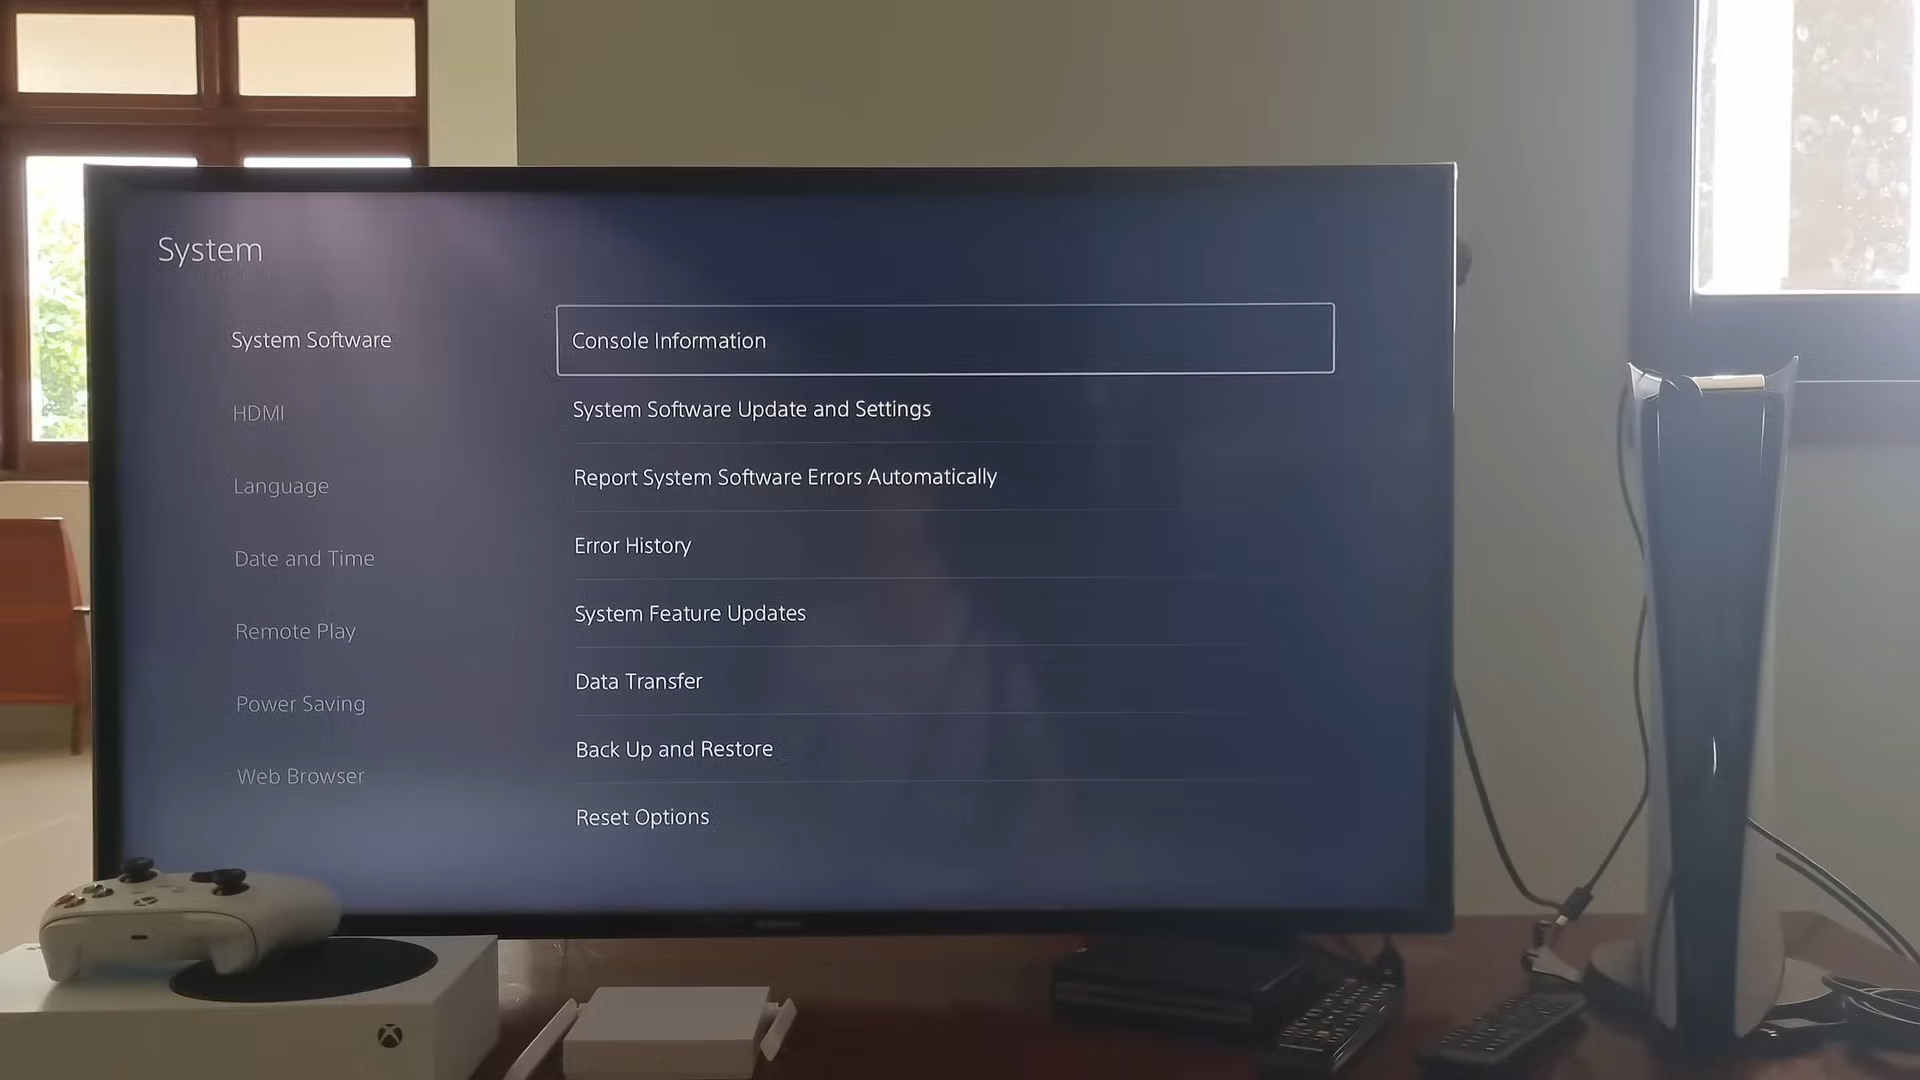 System
System Software
HDMI
Language
Date and Time
Remote Play
Power Saving
Web Browser
Console Information
System Software Update and Settings
Report System Software Errors Automatically
Error History
System Feature Updates
Data Transfer
Back Up and Restore
Reset Options